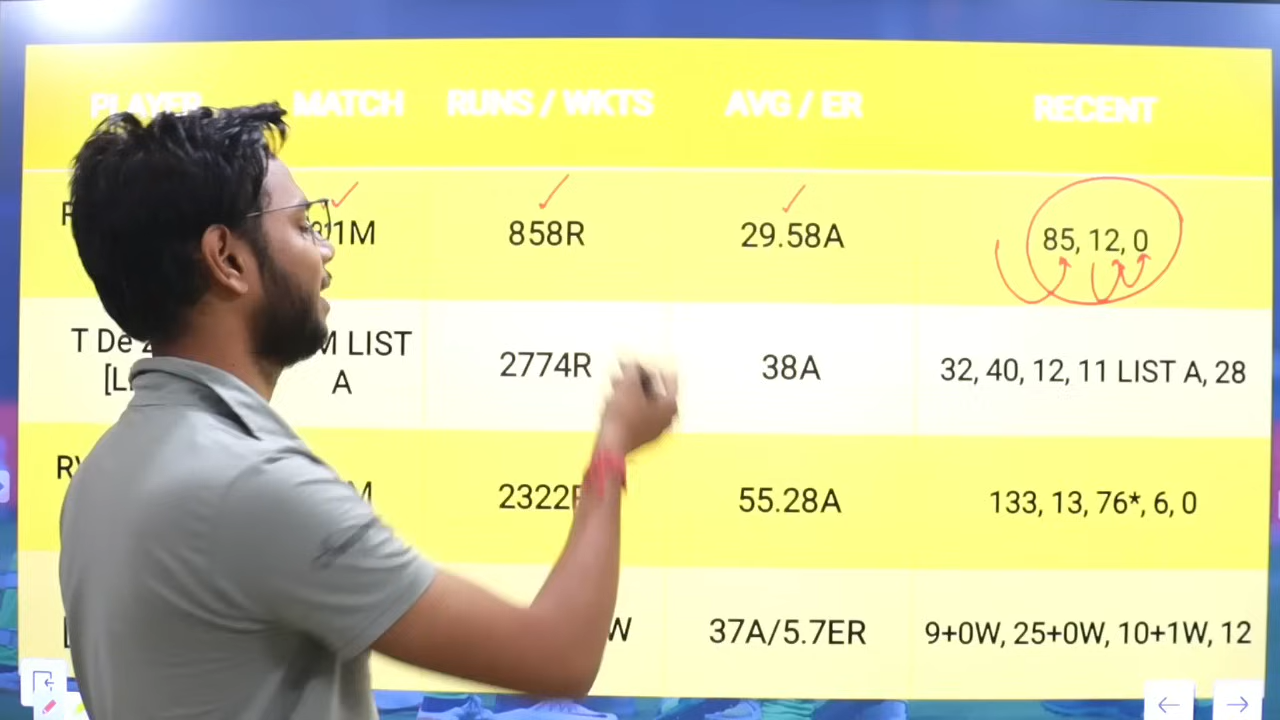 PLAYER MATCH RUNS / WKTS AVG / ER RECENT
858R 29.58A 85, 12, 0
T De LIST
A 2774R 38A 32, 40, 12, 11 LIST A, 28
55.28A 133, 13, 76*, 6, 0
37A/5.7ER 9+0W, 25+0W, 10+1W, 12